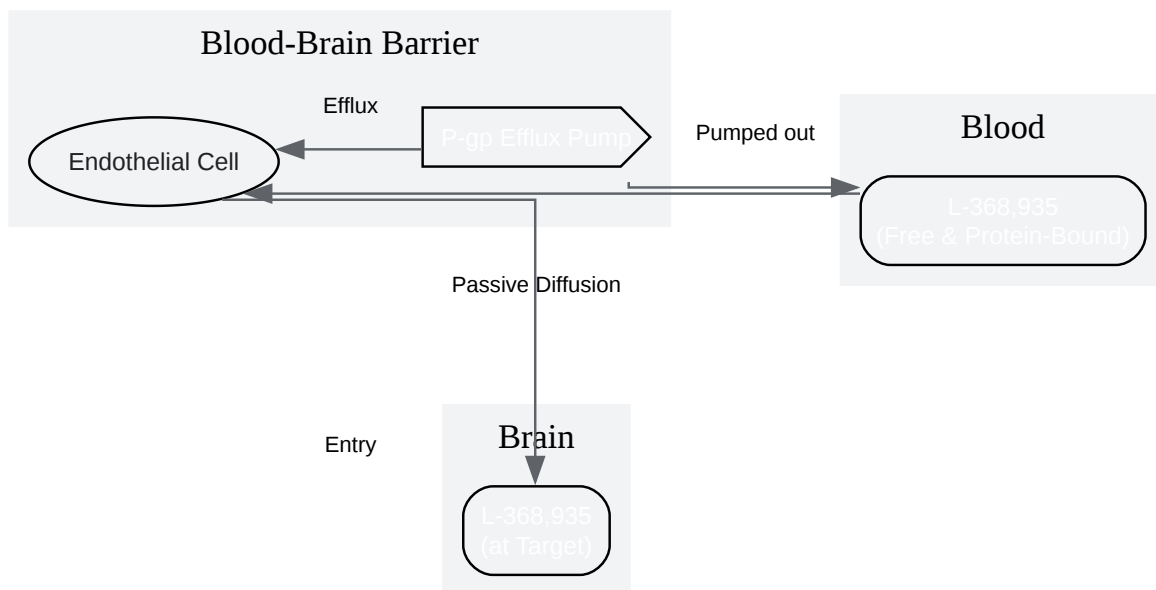 Blood-Brain Barrier
Efflux
P-gp Efflux Pump
Endothelial Cell
Pumped out
Blood
L-368,935
(Free & Protein-Bound)
Passive Diffusion
Entry
Brain
L-368,935
(at Target)